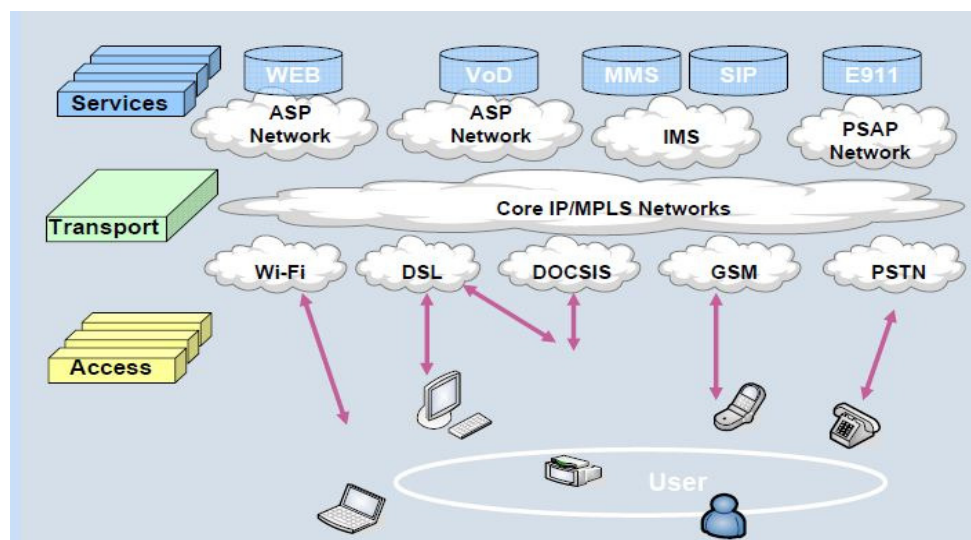 WEB
VoD
MMS
SIP
E911
Services
ASP
Network
ASP
Network
IMS
PSAP
Network
Core IP/MPLS Networks
Transport
Wi-Fi
DSL
DOCSIS
GSM
PSTN
Access
User